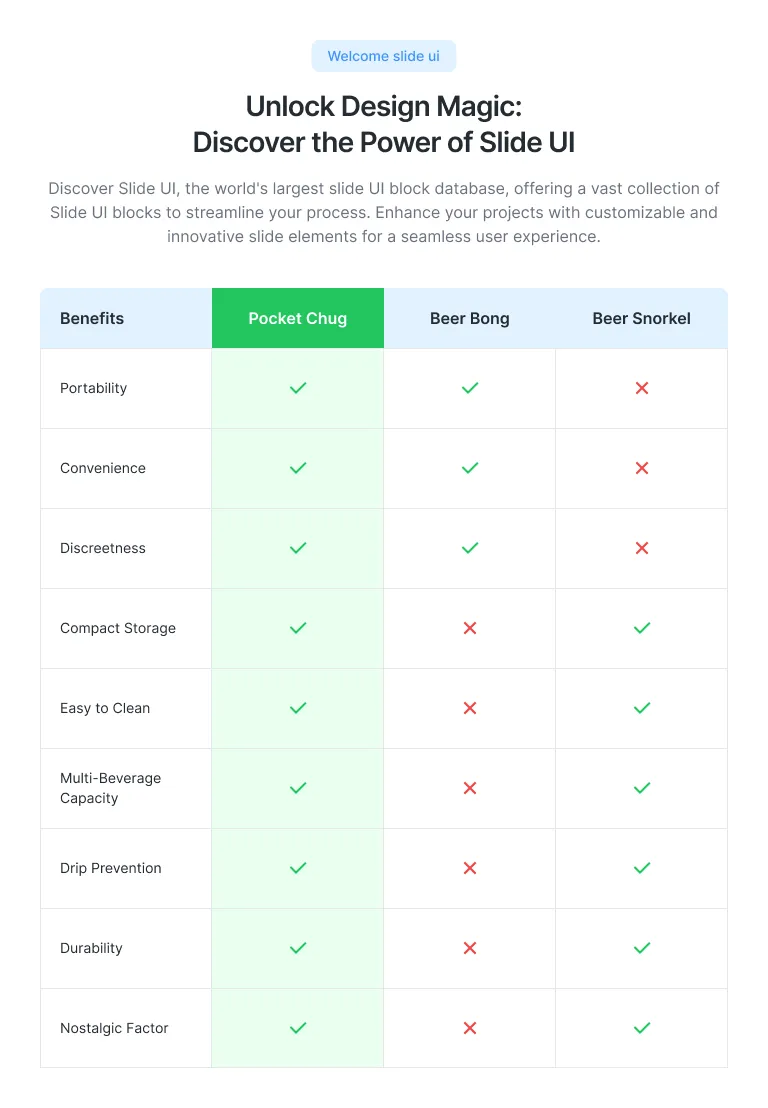 Welcome slide ui
Unlock Design Magic:
Discover the Power of Slide UI
Discover Slide UI, the world's largest slide UI block database, offering a vast collection of
Slide UI blocks to streamline your process. Enhance your projects with customizable and
innovative slide elements for a seamless user experience.
Benefits Pocket Chug Beer Bong Beer Snorkel
Portability
Convenience
Discreetness
Compact Storage
Easy to Clean
Multi-Beverage
Capacity
Drip Prevention
Durability
Nostalgic Factor